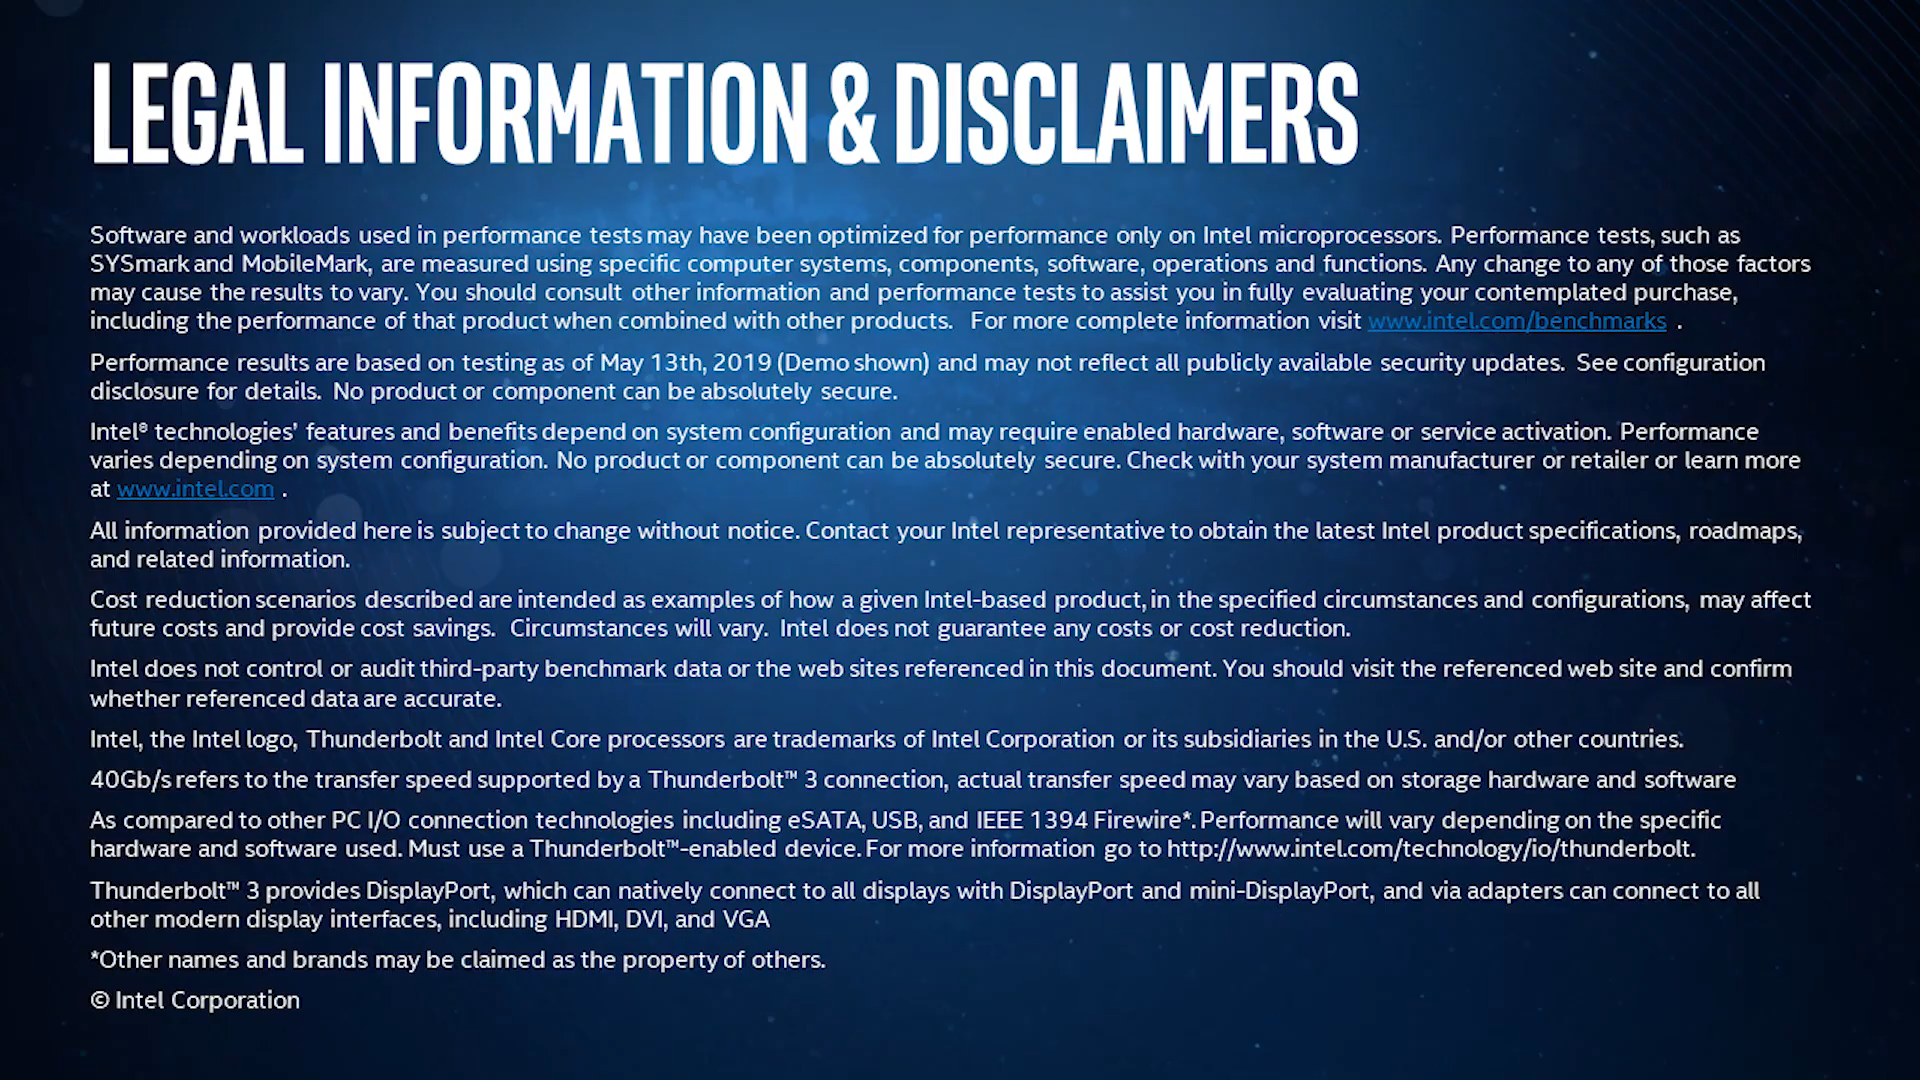 LEGAL INFORMATION & DISCLAIMERS
Software and workloads used in performance tests may have been optimized for performance only on Intel microprocessors. Performance tests, such as
SYSmark and MobileMark, are measured using specific computer systems, components, software, operations and functions. Any change to any of those factors
may cause the results to vary. You should consult other information and performance tests to assist you in fully evaluating your contemplated purchase,
including the performance of that product when combined with other products. For more complete information visit www.intel.com/benchmarks .
Performance results are based on testing as of May 13th, 2019 (Demo shown) and may not reflect all publicly available security updates. See configuration
disclosure for details. No product or component can be absolutely secure.
Intel® technologies' features and benefits depend on system configuration and may require enabled hardware, software or service activation. Performance
varies depending on system configuration. No product or component can be absolutely secure. Check with your system manufacturer or retailer or learn more
at www.intel.com .
All information provided here is subject to change without notice. Contact your Intel representative to obtain the latest Intel product specifications, roadmaps,
and related information.
Cost reduction scenarios described are intended as examples of how a given Intel-based product, in the specified circumstances and configurations, may affect
future costs and provide cost savings. Circumstances will vary. Intel does not guarantee any costs or cost reduction.
Intel does not control or audit third-party benchmark data or the web sites referenced in this document. You should visit the referenced web site and confirm
whether referenced data are accurate.
Intel, the Intel logo, Thunderbolt and Intel Core processors are trademarks of Intel Corporation or its subsidiaries in the U.S. and/or other countries.
40Gb/s refers to the transfer speed supported by a Thunderbolt™ 3 connection, actual transfer speed may vary based on storage hardware and software
As compared to other PC I/O connection technologies including eSATA, USB, and IEEE 1394 Firewire*. Performance will vary depending on the specific
hardware and software used. Must use a Thunderbolt™-enabled device. For more information go to http://www.intel.com/technology/io/thunderbolt.
Thunderbolt™ 3 provides DisplayPort, which can natively connect to all displays with DisplayPort and mini-DisplayPort, and via adapters can connect to all
other modern display interfaces, including HDMI, DVI, and VGA
*Other names and brands may be claimed as the property of others.
© Intel Corporation